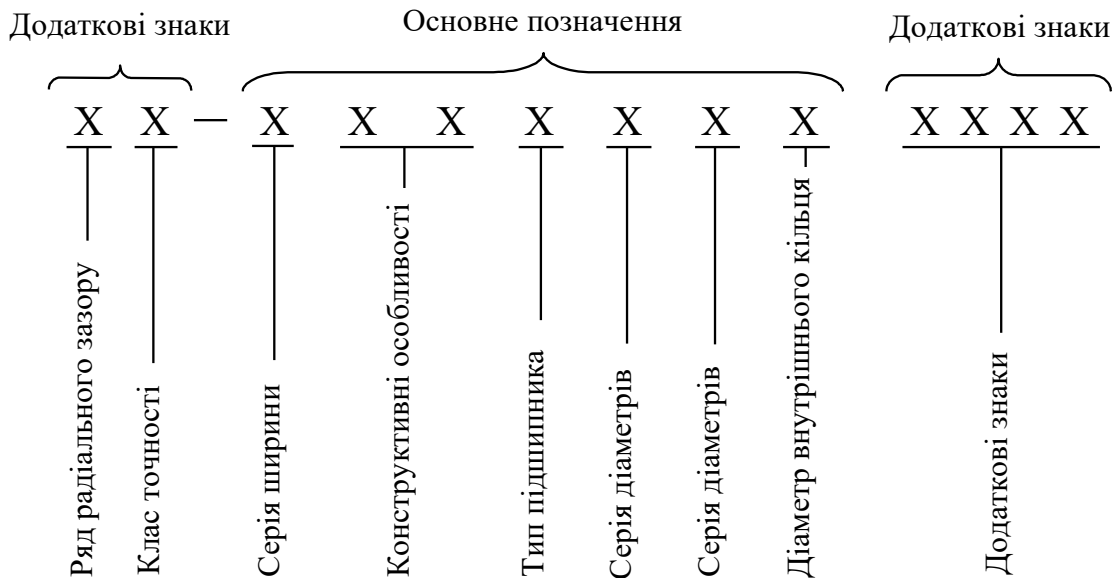 Додаткові знаки
Основне позначення
Додаткові знаки
X X — X X X X X X X X X X X
Ряд радіального зазору
Клас точності
Серія ширини
Конструктивні особливості
Тип підшипника
Серія діаметрів
Серія діаметрів
Діаметр внутрішнього кільця
Додаткові знаки